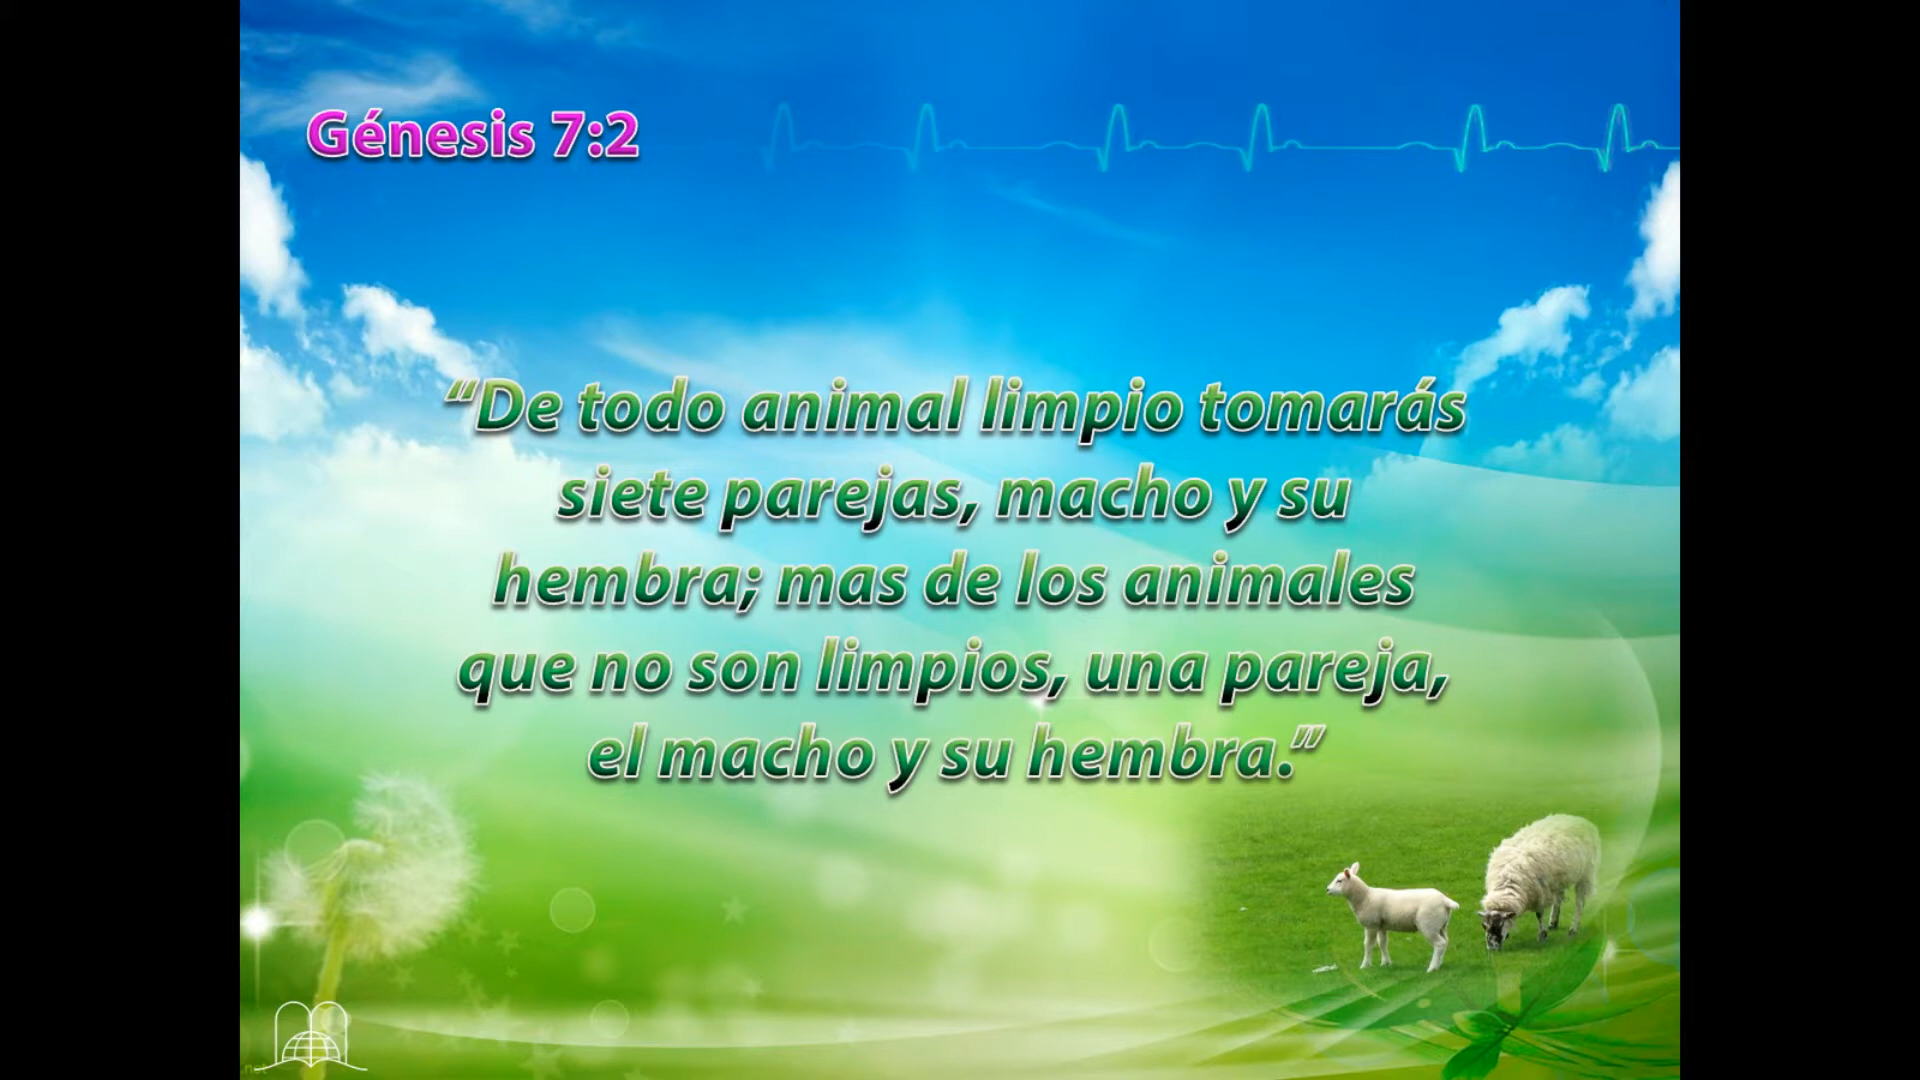 Génesis 7:2
“De todo animal limpio tomarás
siete parejas, macho y su
hembra; mas de los animales
que no son limpios, una pareja,
el macho y su hembra.”